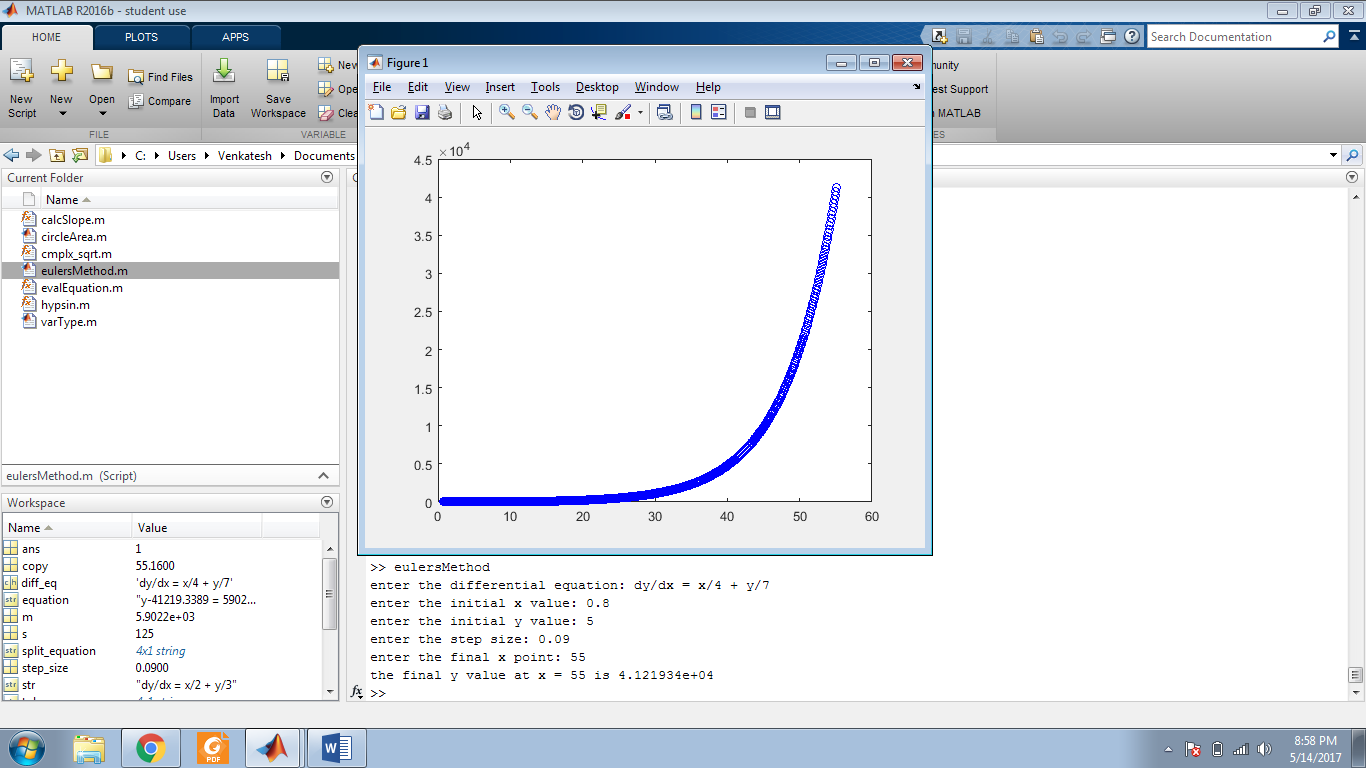 MATLAB R2016b - student use
HOME PLOTS APPS
Search Documentation
New Script
New
Open
Find Files
Compare
Import Data
Save Workspace
New
Ope
Clea
FILE
VARIABLE
munity
est Support
MATLAB
ES
C: Users Venkatesh Documents
Current Folder
Name
calcSlope.m
circleArea.m
cmplx_sqrt.m
eulersMethod.m
evalEquation.m
hypsin.m
varType.m
eulersMethod.m (Script)
Workspace
Name Value
ans 1
copy 55.1600
diff_eq 'dy/dx = x/4 + y/7'
equation "y-41219.3389 = 5902...
m 5.9022e+03
s 125
split_equation 4x1 string
step_size 0.0900
str "dy/dx = x/2 + y/3"
Figure 1
File Edit View Insert Tools Desktop Window Help
×10^4
4.5
4
3.5
3
2.5
2
1.5
1
0.5
0
0 10 20 30 40 50 60
>> eulersMethod
enter the differential equation: dy/dx = x/4 + y/7
enter the initial x value: 0.8
enter the initial y value: 5
enter the step size: 0.09
enter the final x point: 55
the final y value at x = 55 is 4.121934e+04
fx >>
PDF
W
8:58 PM
5/14/2017